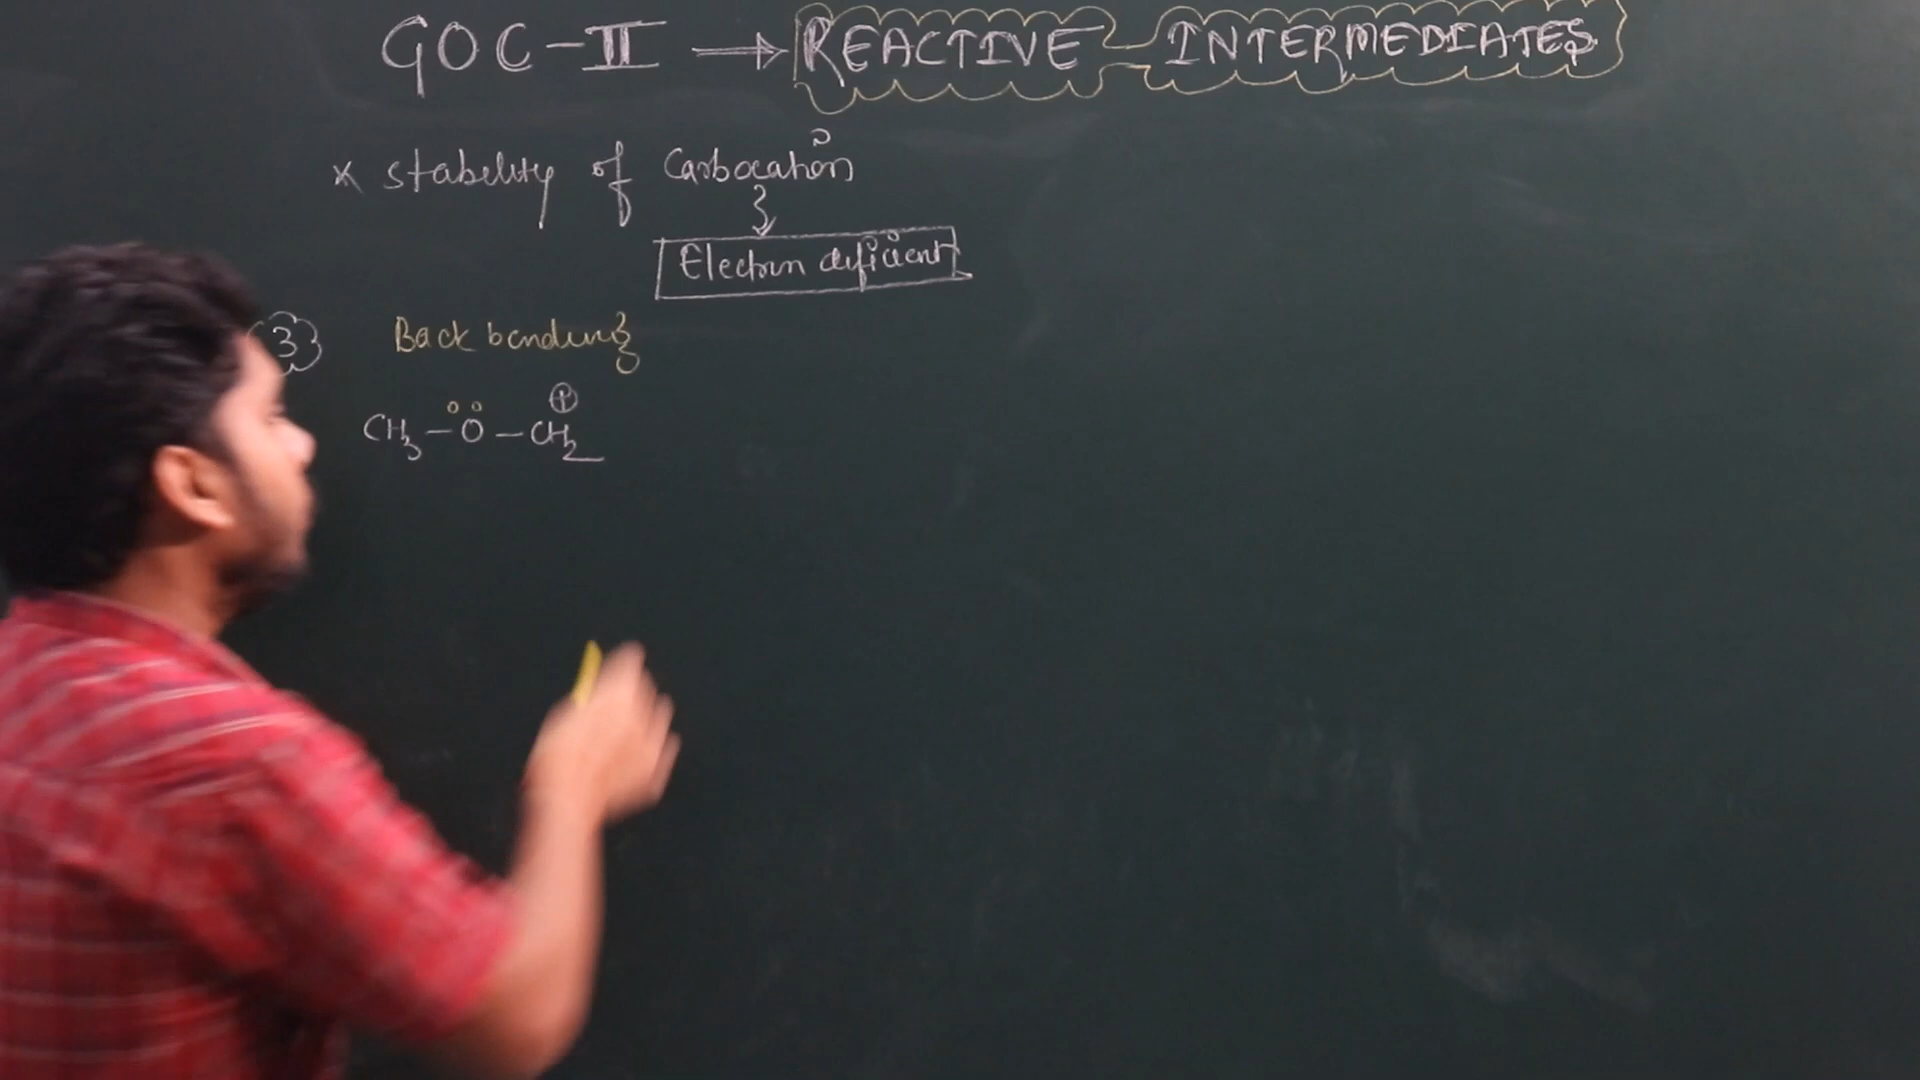 GOC-II → REACTIVE - INTERMEDIATES
x stability of Carbocation
Electron deficient
(3) Back bonding
CH3-O-CH2 ⊕